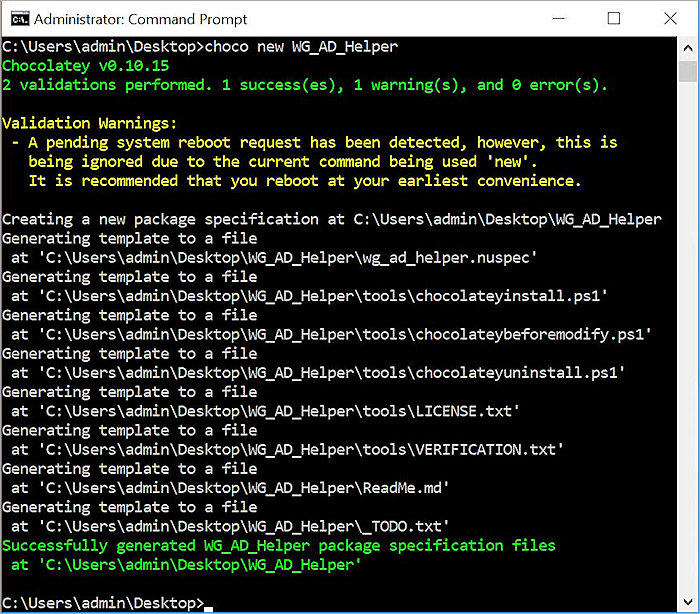 Administrator: Command Prompt
C:\Users\admin\Desktop>choco new WG_AD_Helper
Chocolatey v0.10.15
2 validations performed. 1 success(es), 1 warning(s), and 0 error(s).
Validation Warnings:
- A pending system reboot request has been detected, however, this is
being ignored due to the current command being used 'new'.
It is recommended that you reboot at your earliest convenience.
Creating a new package specification at C:\Users\admin\Desktop\WG_AD_Helper
Generating template to a file
at 'C:\Users\admin\Desktop\WG_AD_Helper\wg_ad_helper.nuspec'
Generating template to a file
at 'C:\Users\admin\Desktop\WG_AD_Helper\tools\chocolateyinstall.ps1'
Generating template to a file
at 'C:\Users\admin\Desktop\WG_AD_Helper\tools\chocolateybeforemodify.ps1'
Generating template to a file
at 'C:\Users\admin\Desktop\WG_AD_Helper\tools\chocolateyuninstall.ps1'
Generating template to a file
at 'C:\Users\admin\Desktop\WG_AD_Helper\tools\LICENSE.txt'
Generating template to a file
at 'C:\Users\admin\Desktop\WG_AD_Helper\tools\VERIFICATION.txt'
Generating template to a file
at 'C:\Users\admin\Desktop\WG_AD_Helper\ReadMe.md'
Generating template to a file
at 'C:\Users\admin\Desktop\WG_AD_Helper\_TODO.txt'
Successfully generated WG_AD_Helper package specification files
at 'C:\Users\admin\Desktop\WG_AD_Helper'
C:\Users\admin\Desktop>